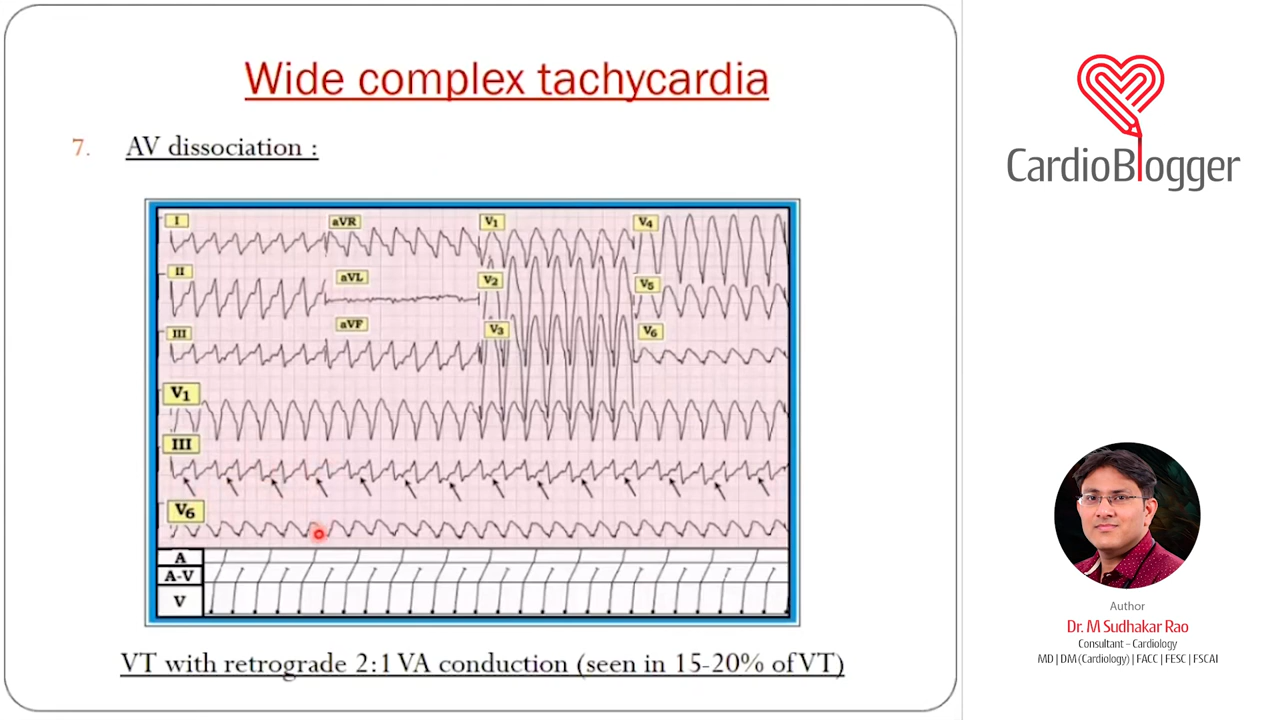 Wide complex tachycardia
7. AV dissociation :
I
aVR
V1
V4
II
aVL
V2
V5
III
aVF
V3
V6
V1
III
V6
A
A-V
V
VT with retrograde 2:1 VA conduction (seen in 15-20% of VT)
CardioBlogger
Author
Dr. M Sudhakar Rao
Consultant - Cardiology
MD | DM (Cardiology) | FACC | FESC | FSCAI